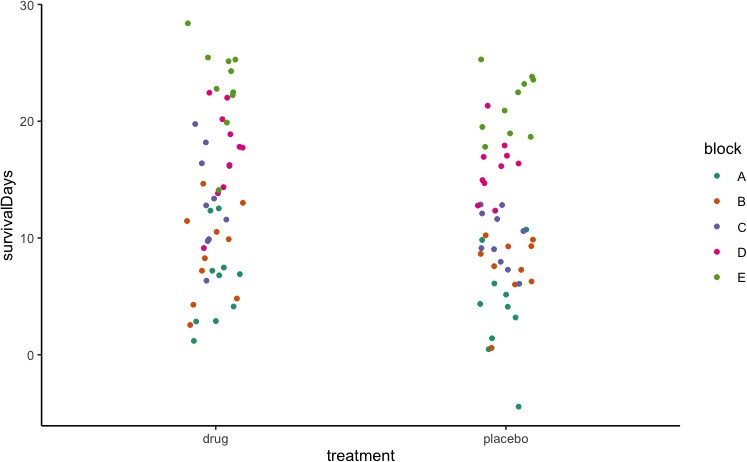 30
20
10
0
survivalDays
drug
placebo
treatment
block
A
B
C
D
E